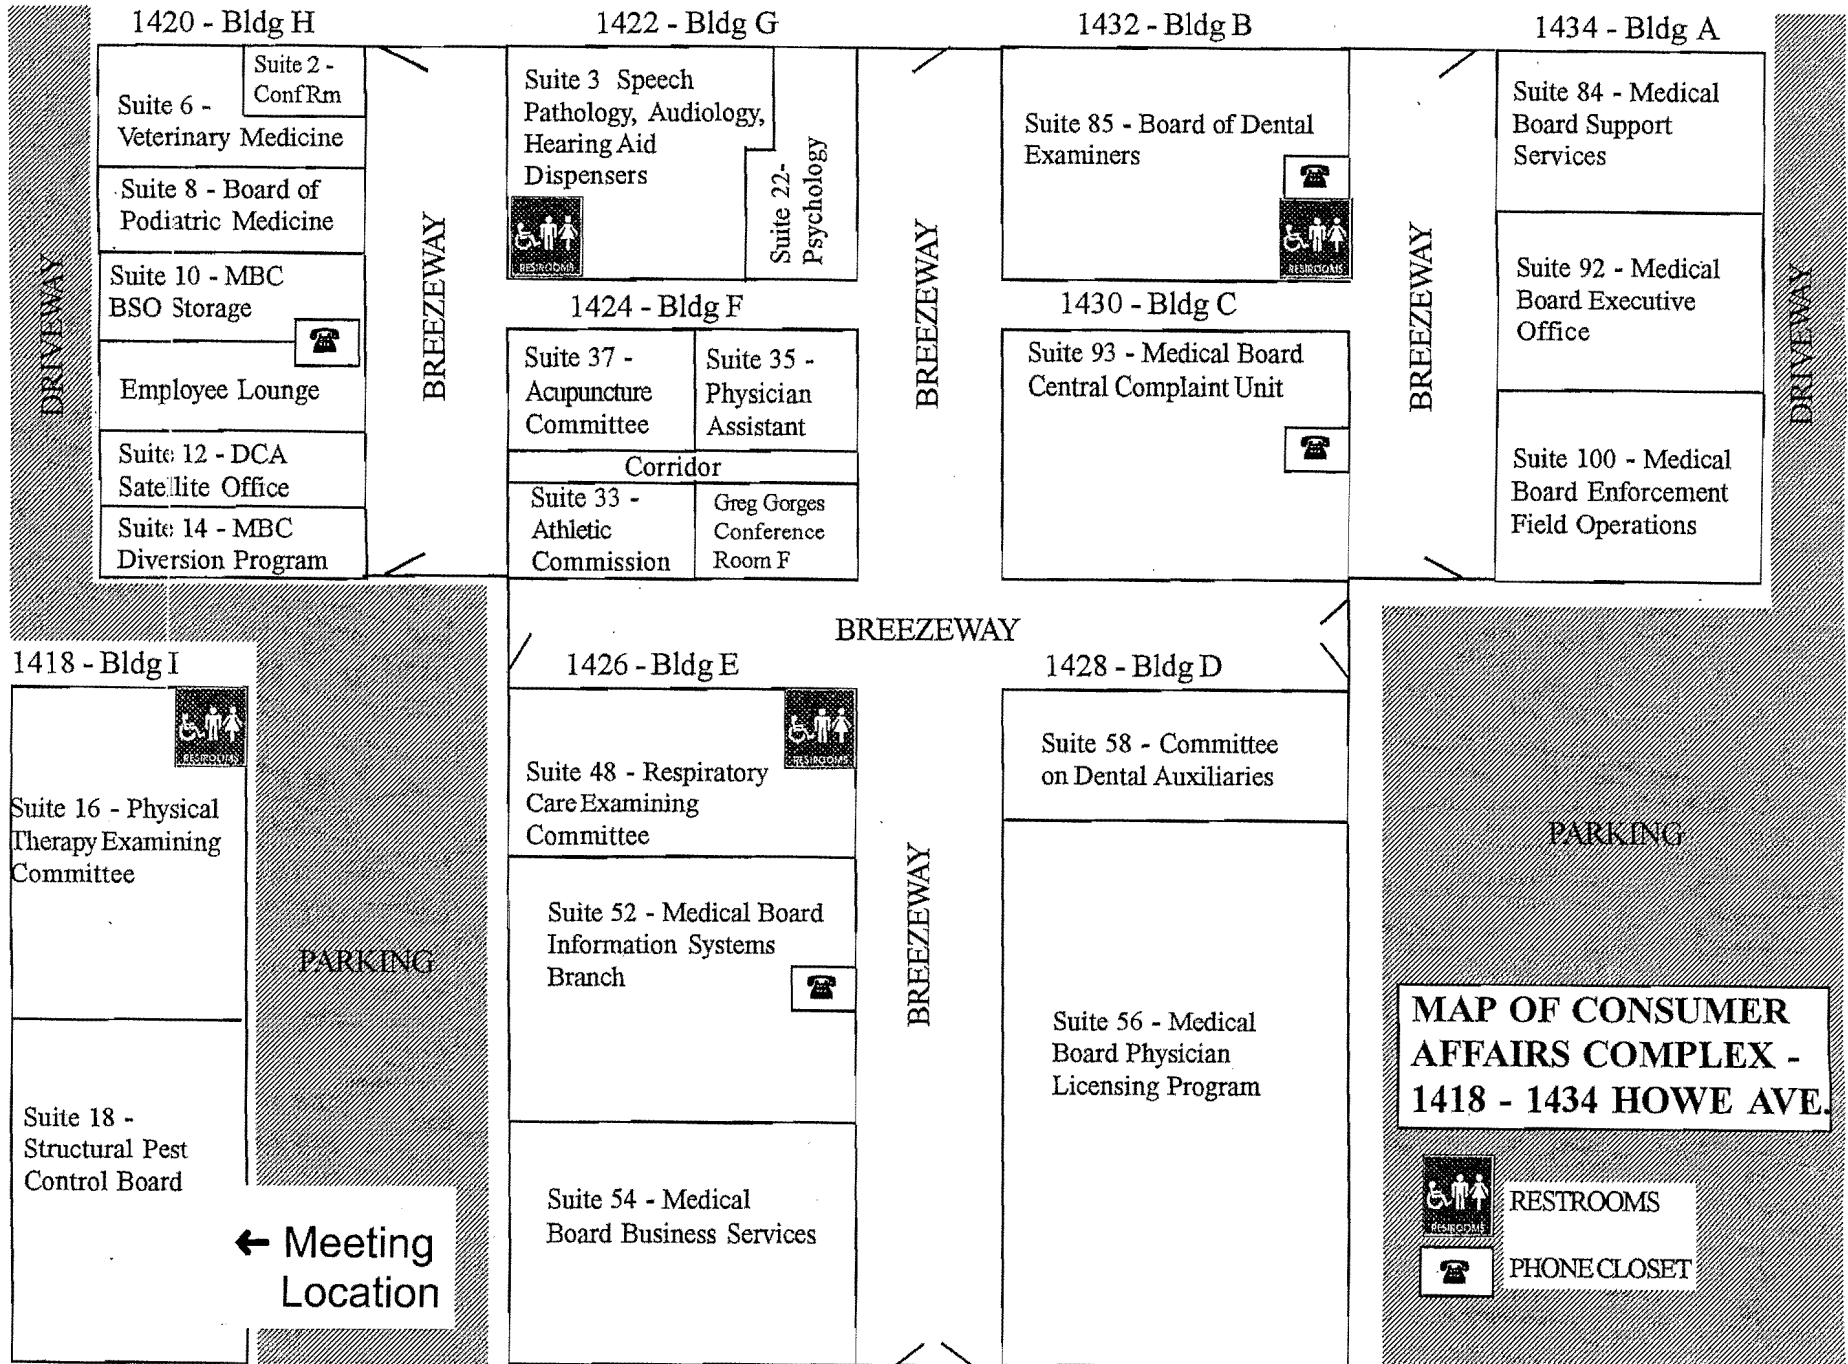 1420 - Bldg H
Suite 2 -
Conf Rm
Suite 6 -
Veterinary Medicine
Suite 8 - Board of
Podiatric Medicine
Suite 10 - MBC
BSO Storage
Employee Lounge
Suite 12 - DCA
Satellite Office
Suite 14 - MBC
Diversion Program
DRIVEWAY
BREEZEWAY
1422 - Bldg G
Suite 3 Speech
Pathology, Audiology,
Hearing Aid
Dispensers
RESTROOMS
Suite 22-
Psychology
1424 - Bldg F
Suite 37 -
Acupuncture
Committee
Suite 35 -
Physician
Assistant
Corridor
Suite 33 -
Athletic
Commission
Greg Gorges
Conference
Room F
BREEZEWAY
1432 - Bldg B
Suite 85 - Board of Dental
Examiners
RESTROOMS
1430 - Bldg C
Suite 93 - Medical Board
Central Complaint Unit
BREEZEWAY
1434 - Bldg A
Suite 84 - Medical
Board Support
Services
Suite 92 - Medical
Board Executive
Office
Suite 100 - Medical
Board Enforcement
Field Operations
DRIVEWAY
BREEZEWAY
1418 - Bldg I
RESTROOMS
Suite 16 - Physical
Therapy Examining
Committee
Suite 18 -
Structural Pest
Control Board
PARKING
← Meeting
Location
1426 - Bldg E
RESTROOMS
Suite 48 - Respiratory
Care Examining
Committee
Suite 52 - Medical Board
Information Systems
Branch
Suite 54 - Medical
Board Business Services
BREEZEWAY
1428 - Bldg D
Suite 58 - Committee
on Dental Auxiliaries
Suite 56 - Medical
Board Physician
Licensing Program
PARKING
MAP OF CONSUMER
AFFAIRS COMPLEX -
1418 - 1434 HOWE AVE.
RESTROOMS
RESTROOMS
PHONE CLOSET